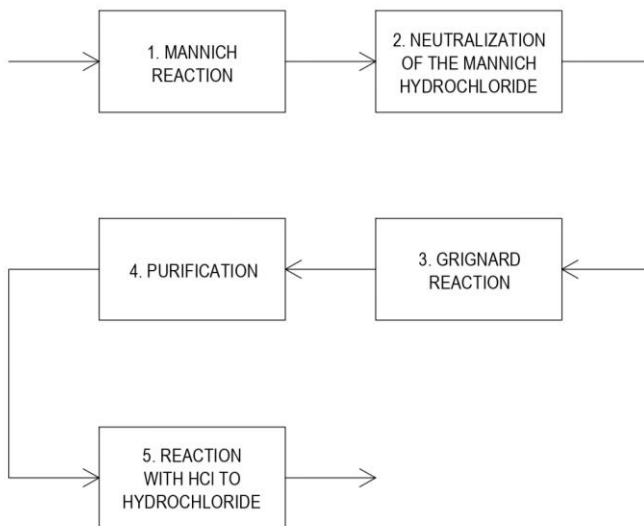 1. MANNICH
REACTION
2. NEUTRALIZATION
OF THE MANNICH
HYDROCHLORIDE
3. GRIGNARD
REACTION
4. PURIFICATION
5. REACTION
WITH HCl TO
HYDROCHLORIDE